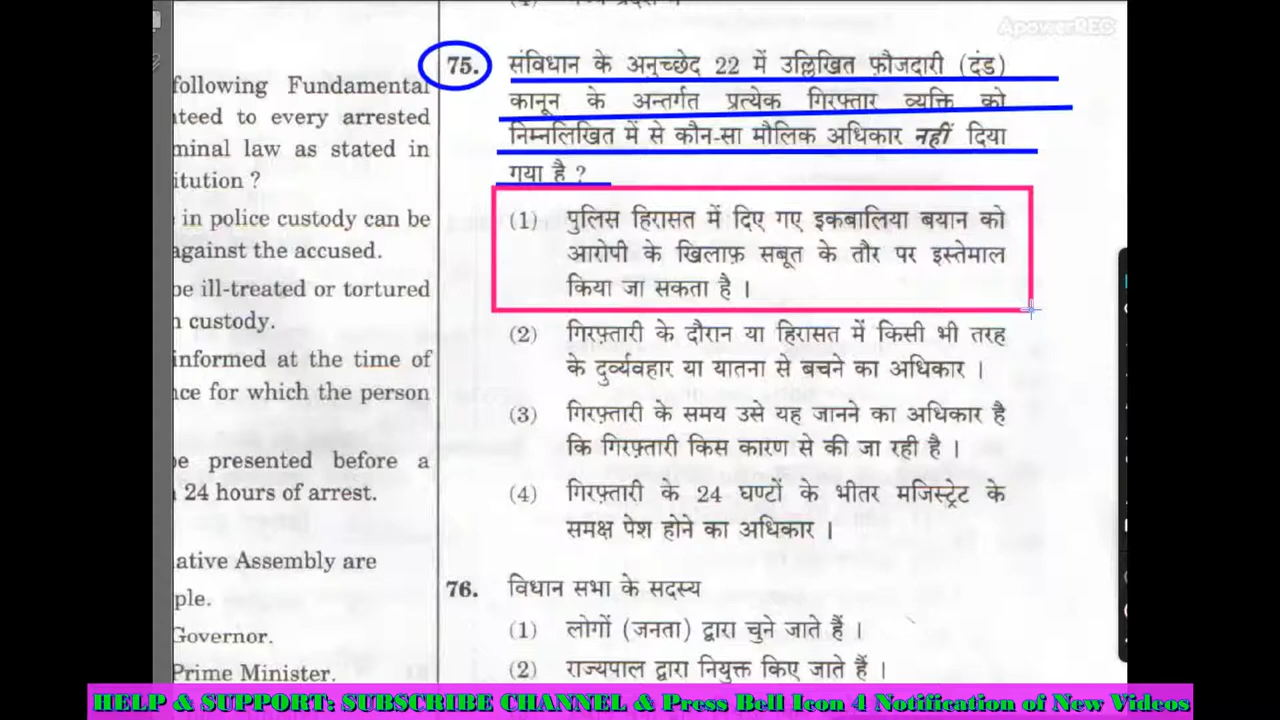 ApowerREC
following Fundamental
nteed to every arrested
minal law as stated in
itution ?
in police custody can be
against the accused.
be ill-treated or tortured
n custody.
informed at the time of
nce for which the person
be presented before a
24 hours of arrest.
ative Assembly are
ple.
Governor.
Prime Minister.
75. संविधान के अनुच्छेद 22 में उल्लिखित फ़ौजदारी (दंड)
कानून के अन्तर्गत प्रत्येक गिरफ्तार व्यक्ति को
निम्नलिखित में से कौन-सा मौलिक अधिकार नहीं दिया
गया है ?
(1) पुलिस हिरासत में दिए गए इकबालिया बयान को
आरोपी के खिलाफ़ सबूत के तौर पर इस्तेमाल
किया जा सकता है ।
(2) गिरफ़्तारी के दौरान या हिरासत में किसी भी तरह
के दुर्व्यवहार या यातना से बचने का अधिकार ।
(3) गिरफ़्तारी के समय उसे यह जानने का अधिकार है
कि गिरफ़्तारी किस कारण से की जा रही है ।
(4) गिरफ़्तारी के 24 घण्टों के भीतर मजिस्ट्रेट के
समक्ष पेश होने का अधिकार ।
76. विधान सभा के सदस्य
(1) लोगों (जनता) द्वारा चुने जाते हैं ।
(2) राज्यपाल द्वारा नियुक्त किए जाते हैं ।
HELP & SUPPORT: SUBSCRIBE CHANNEL & Press Bell Icon 4 Notification of New Videos